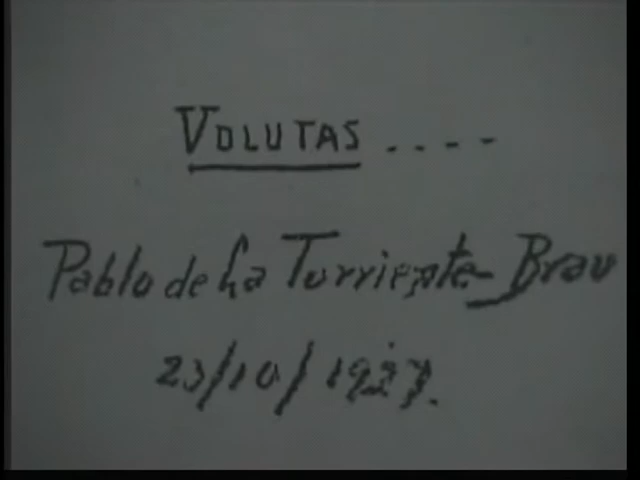 VOLUTAS....
Pablo de la Torriente-Brau
23/10/1927.